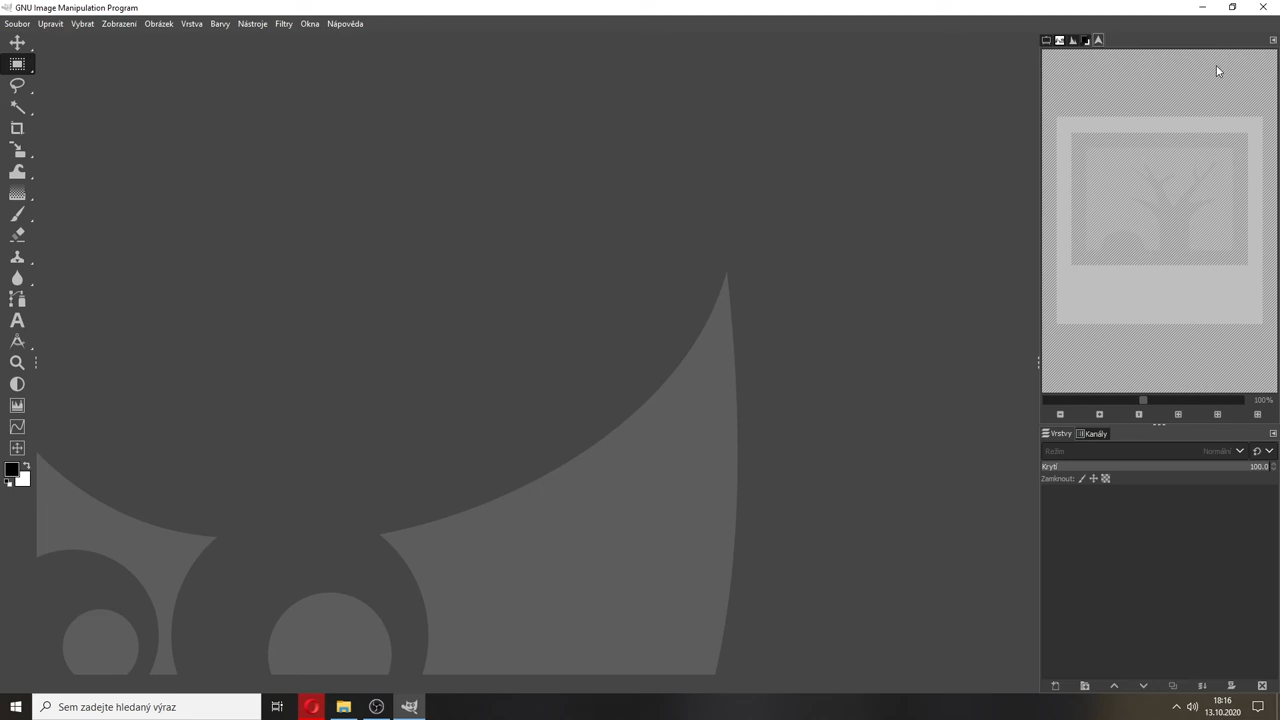 GNU Image Manipulation Program
Soubor Upravit Vybrat Zobrazení Obrázek Vrstva Barvy Nástroje Filtry Okna Nápověda
100%
Vrstvy Kanály
Režim Normální
Krytí 100.0
Zamknout:
Sem zadejte hledaný výraz
18:16
13.10.2020